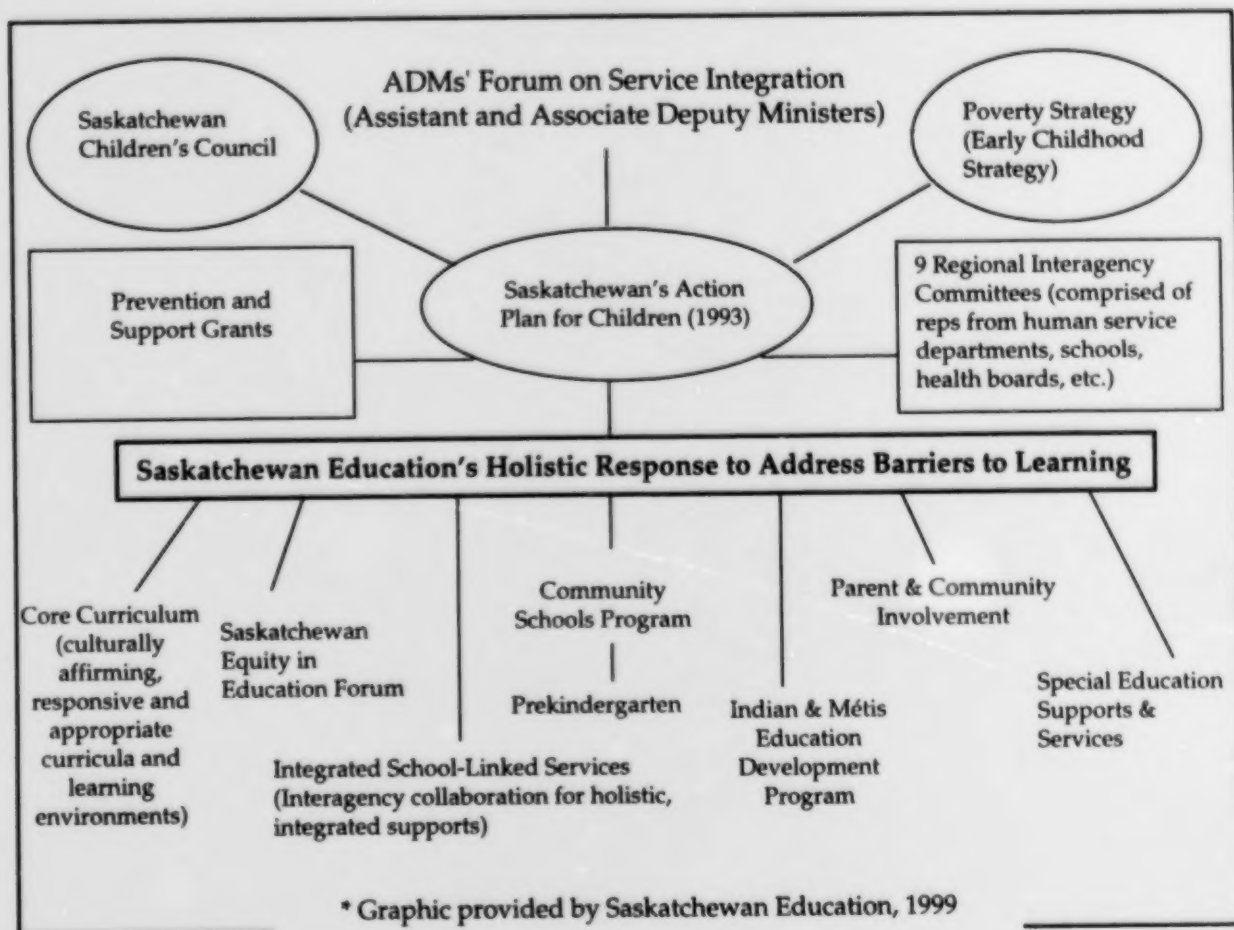 ADMs' Forum on Service Integration
(Assistant and Associate Deputy Ministers)
Saskatchewan
Children's Council
Poverty Strategy
(Early Childhood
Strategy)
Prevention and
Support Grants
Saskatchewan's Action
Plan for Children (1993)
9 Regional Interagency
Committees (comprised of
reps from human service
departments, schools,
health boards, etc.)
Saskatchewan Education's Holistic Response to Address Barriers to Learning
Core Curriculum
(culturally
affirming,
responsive and
appropriate
curricula and
learning
environments)
Saskatchewan
Equity in
Education Forum
Integrated School-Linked Services
(Interagency collaboration for holistic,
integrated supports)
Community
Schools Program
Prekindergarten
Indian & Métis
Education
Development
Program
Parent & Community
Involvement
Special Education
Supports &
Services
* Graphic provided by Saskatchewan Education, 1999